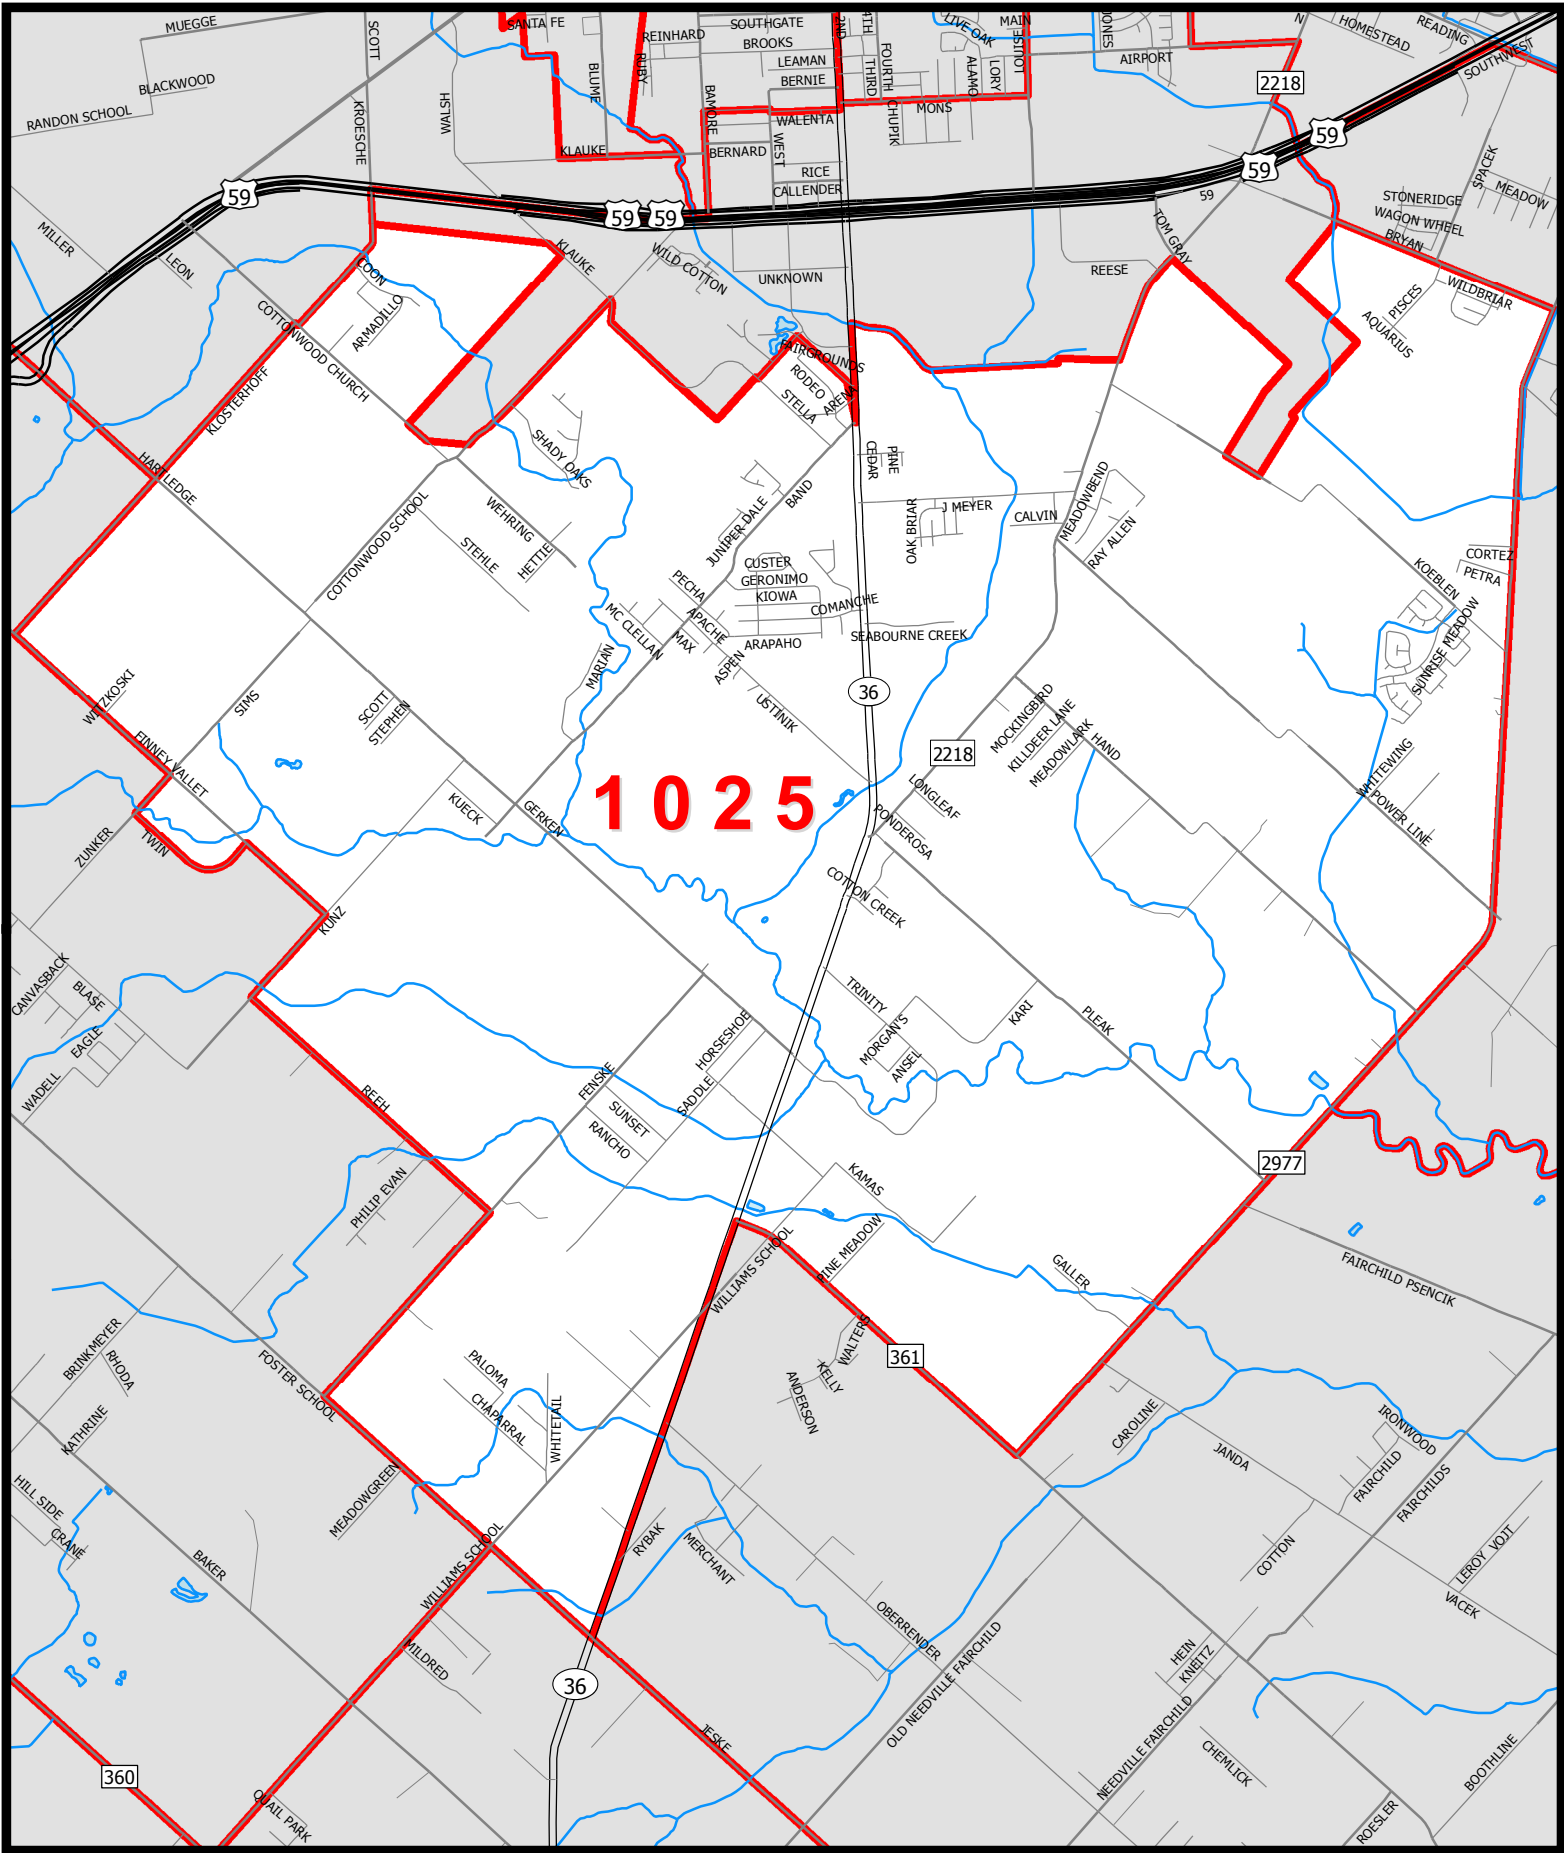 MUEGGE
SCOTT
SANTA FE
SOUTHGATE
2ND
4TH
LIVE OAK
MAIN
JONES
N
HOMESTEAD
READING
REINHARD
BROOKS
LOUISE
AIRPORT
SOUTHWEST
RUBY
LEAMAN
FOURTH
THIRD
ALAMO
LORY
BLACKWOOD
BLUME
BERNIE
2218
RANDON SCHOOL
KROESCHE
WALSH
BAMORE
WALENTA
CHUPIK
MONS
59
KLAUKE
BERNARD
WEST
RICE
59
SPACEK
59
CALLENDER
59
STONERIDGE
MEADOW
59
59
WAGON WHEEL
MILLER
LEON
COON
KLAUKE
WILD COTTON
UNKNOWN
TOM GRAY
REESE
BRYAN
WILDBRIAR
PISCES
AQUARIUS
COTTONWOOD CHURCH
ARMADILLO
FAIRGROUNDS
RODEO
STELLA
ARENA
KLOSTERHOFF
HARTLEDGE
SHADY OAKS
CEDAR
PINE
COTTONWOOD SCHOOL
WEHRING
STEHLE
HETTIE
JUNIPER DALE
BAND
OAK BRIAR
J MEYER
CALVIN
MEADOWBEND
RAY ALLEN
CORTEZ
PETRA
KOEBLEN
CUSTER
GERONIMO
KIOWA
COMANCHE
PECHA
MC CLELLAN
APACHE
MAX
ARAPAHO
SEABOURNE CREEK
ASPEN
MARIAN
SUNRISE MEADOW
WITZKOSKI
SIMS
SCOTT
STEPHEN
USTINIK
36
MOCKINGBIRD
KILLDEER LANE
MEADOWLARK
HAND
FINNEY VALLET
2218
1025
WHITEWING
POWER LINE
KUECK
GERKEN
LONGLEAF
PONDEROSA
ZUNKER
TWIN
COTTON CREEK
KUNZ
CANVASBACK
BLASE
EAGLE
WADELL
TRINITY
MORGAN'S
ANSEL
KARI
PLEAK
HORSESHOE
SADDLE
FENSKE
SUNSET
RANCHO
REEH
2977
PHILIP EVAN
KAMAS
WILLIAMS SCHOOL
PINE MEADOW
GALLER
FAIRCHILD PSENCIK
BRINKMEYER
RHODA
FOSTER SCHOOL
PALOMA
CHAPARRAL
WHITETAIL
WALTERS
KELLY
ANDERSON
361
KATHRINE
CAROLINE
JANDA
IRONWOOD
FAIRCHILD
FAIRCHILDS
HILL SIDE
CRANE
MEADOWGREEN
WILLIAMS SCHOOL
BAKER
RYBAK
MERCHANT
COTTON
LEROY VOJT
VACEK
OBERRENDER
OLD NEEDVILLE FAIRCHILD
HEIN
KNEITZ
MILDRED
36
JESKE
NEEDVILLE FAIRCHILD
CHEMLICK
BOOTHLINE
360
QUAIL PARK
ROESLER